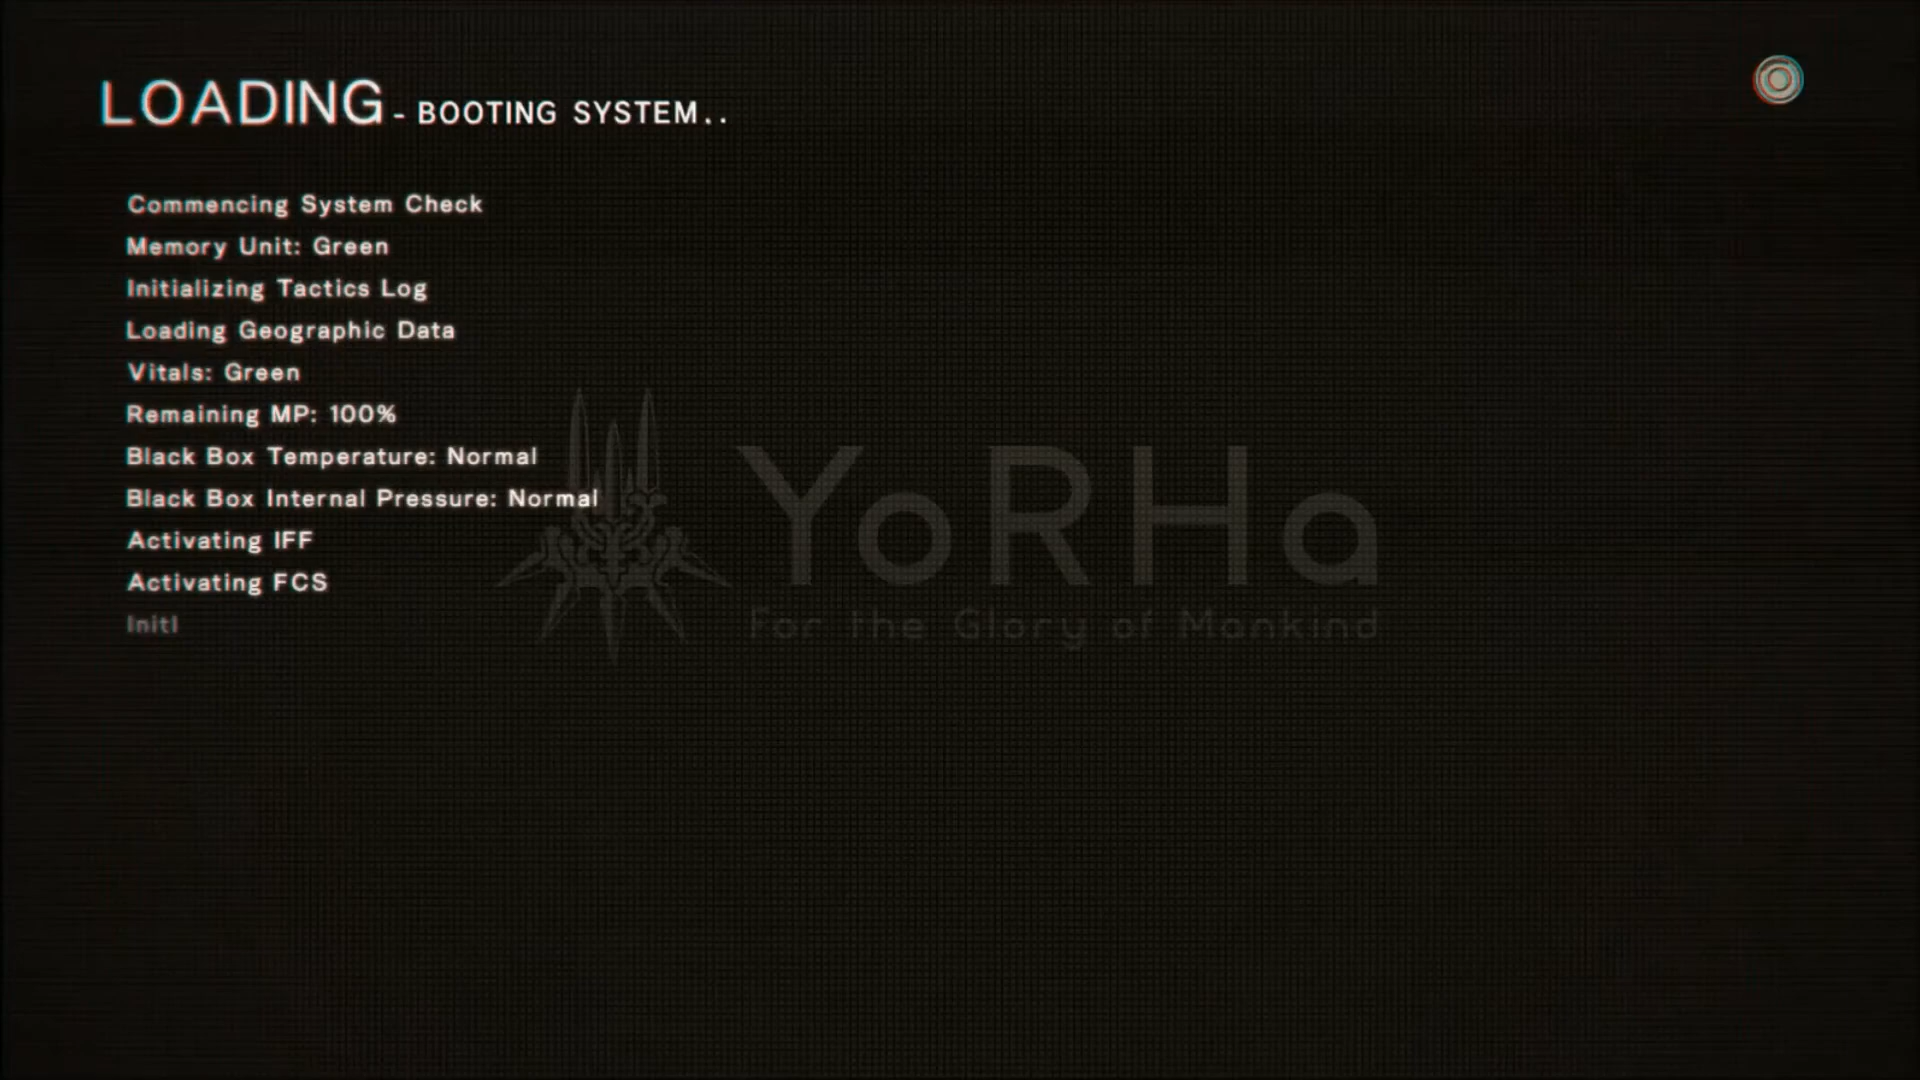 LOADING - BOOTING SYSTEM..
Commencing System Check
Memory Unit: Green
Initializing Tactics Log
Loading Geographic Data
Vitals: Green
Remaining MP: 100%
Black Box Temperature: Normal
Black Box Internal Pressure: Normal
Activating IFF
Activating FCS
Initi
YoRHa
For the Glory of Mankind